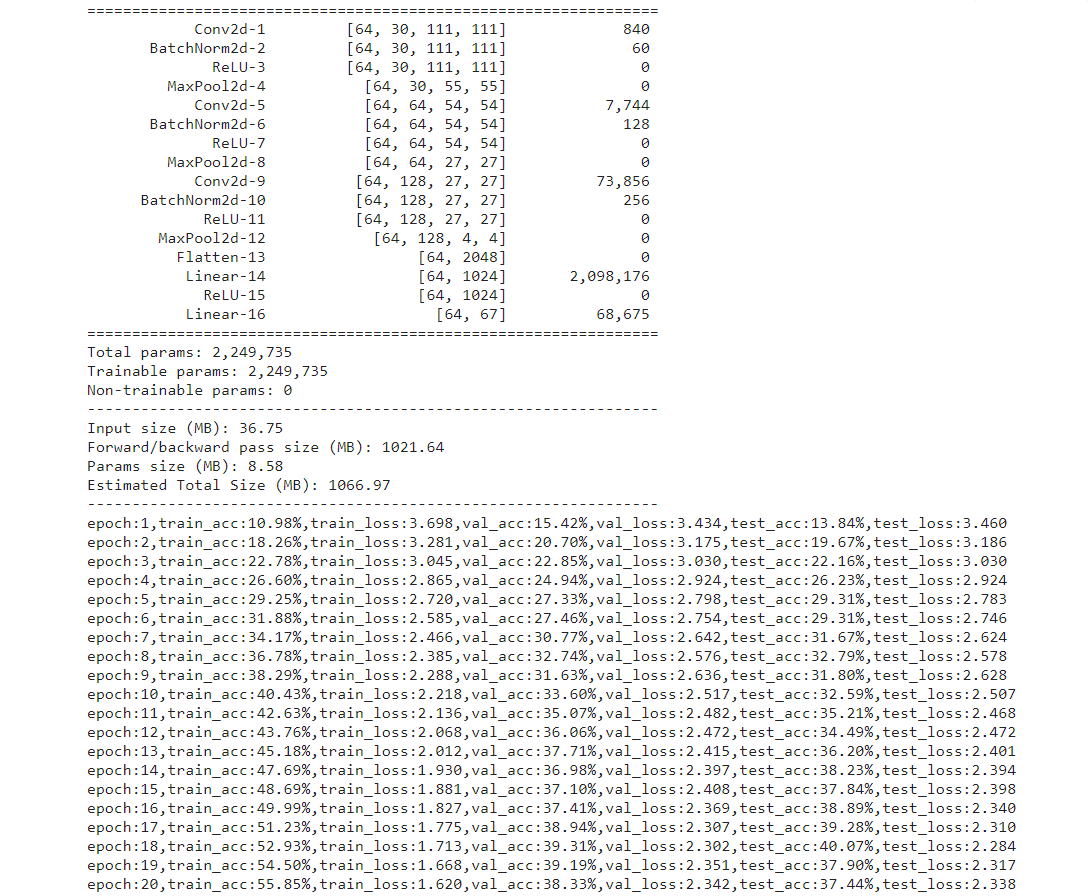 ================================================================
Conv2d-1 [64, 30, 111, 111] 840
BatchNorm2d-2 [64, 30, 111, 111] 60
ReLU-3 [64, 30, 111, 111] 0
MaxPool2d-4 [64, 30, 55, 55] 0
Conv2d-5 [64, 64, 54, 54] 7,744
BatchNorm2d-6 [64, 64, 54, 54] 128
ReLU-7 [64, 64, 54, 54] 0
MaxPool2d-8 [64, 64, 27, 27] 0
Conv2d-9 [64, 128, 27, 27] 73,856
BatchNorm2d-10 [64, 128, 27, 27] 256
ReLU-11 [64, 128, 27, 27] 0
MaxPool2d-12 [64, 128, 4, 4] 0
Flatten-13 [64, 2048] 0
Linear-14 [64, 1024] 2,098,176
ReLU-15 [64, 1024] 0
Linear-16 [64, 67] 68,675
================================================================
Total params: 2,249,735
Trainable params: 2,249,735
Non-trainable params: 0
----------------------------------------------------------------
Input size (MB): 36.75
Forward/backward pass size (MB): 1021.64
Params size (MB): 8.58
Estimated Total Size (MB): 1066.97
----------------------------------------------------------------
epoch:1,train_acc:10.98%,train_loss:3.698,val_acc:15.42%,val_loss:3.434,test_acc:13.84%,test_loss:3.460
epoch:2,train_acc:18.26%,train_loss:3.281,val_acc:20.70%,val_loss:3.175,test_acc:19.67%,test_loss:3.186
epoch:3,train_acc:22.78%,train_loss:3.045,val_acc:22.85%,val_loss:3.030,test_acc:22.16%,test_loss:3.030
epoch:4,train_acc:26.60%,train_loss:2.865,val_acc:24.94%,val_loss:2.924,test_acc:26.23%,test_loss:2.924
epoch:5,train_acc:29.25%,train_loss:2.720,val_acc:27.33%,val_loss:2.798,test_acc:29.31%,test_loss:2.783
epoch:6,train_acc:31.88%,train_loss:2.585,val_acc:27.46%,val_loss:2.754,test_acc:29.31%,test_loss:2.746
epoch:7,train_acc:34.17%,train_loss:2.466,val_acc:30.77%,val_loss:2.642,test_acc:31.67%,test_loss:2.624
epoch:8,train_acc:36.78%,train_loss:2.385,val_acc:32.74%,val_loss:2.576,test_acc:32.79%,test_loss:2.578
epoch:9,train_acc:38.29%,train_loss:2.288,val_acc:31.63%,val_loss:2.636,test_acc:31.80%,test_loss:2.628
epoch:10,train_acc:40.43%,train_loss:2.218,val_acc:33.60%,val_loss:2.517,test_acc:32.59%,test_loss:2.507
epoch:11,train_acc:42.63%,train_loss:2.136,val_acc:35.07%,val_loss:2.482,test_acc:35.21%,test_loss:2.468
epoch:12,train_acc:43.76%,train_loss:2.068,val_acc:36.06%,val_loss:2.472,test_acc:34.49%,test_loss:2.472
epoch:13,train_acc:45.18%,train_loss:2.012,val_acc:37.71%,val_loss:2.415,test_acc:36.20%,test_loss:2.401
epoch:14,train_acc:47.69%,train_loss:1.930,val_acc:36.98%,val_loss:2.397,test_acc:38.23%,test_loss:2.394
epoch:15,train_acc:48.69%,train_loss:1.881,val_acc:37.10%,val_loss:2.408,test_acc:37.84%,test_loss:2.398
epoch:16,train_acc:49.99%,train_loss:1.827,val_acc:37.41%,val_loss:2.369,test_acc:38.89%,test_loss:2.340
epoch:17,train_acc:51.23%,train_loss:1.775,val_acc:38.94%,val_loss:2.307,test_acc:39.28%,test_loss:2.310
epoch:18,train_acc:52.93%,train_loss:1.713,val_acc:39.31%,val_loss:2.302,test_acc:40.07%,test_loss:2.284
epoch:19,train_acc:54.50%,train_loss:1.668,val_acc:39.19%,val_loss:2.351,test_acc:37.90%,test_loss:2.317
epoch:20,train_acc:55.85%,train_loss:1.620,val_acc:38.33%,val_loss:2.342,test_acc:37.44%,test_loss:2.338